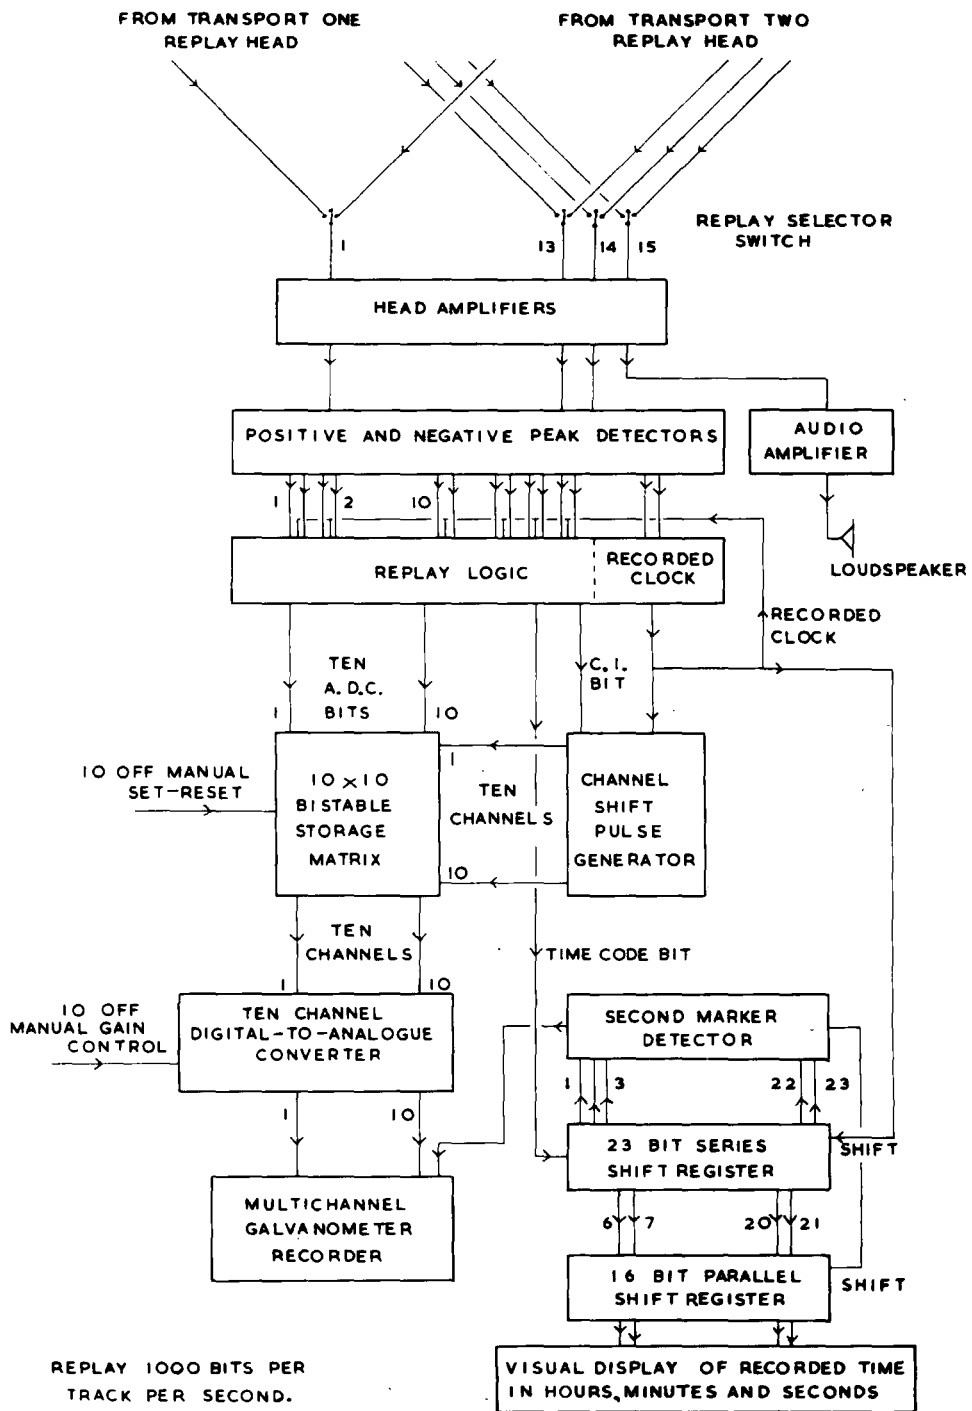 FROM TRANSPORT ONE
REPLAY HEAD
FROM TRANSPORT TWO
REPLAY HEAD
REPLAY SELECTOR
SWITCH
1
13
14
15
HEAD AMPLIFIERS
POSITIVE AND NEGATIVE PEAK DETECTORS
AUDIO
AMPLIFIER
1
2
10
REPLAY LOGIC
RECORDED
CLOCK
LOUDSPEAKER
RECORDED
CLOCK
TEN
A.D.C.
BITS
C.I.
BIT
1
10
10 OFF MANUAL
SET-RESET
10 × 10
BISTABLE
STORAGE
MATRIX
1
TEN
CHANNELS
10
CHANNEL
SHIFT
PULSE
GENERATOR
TEN
CHANNELS
TIME CODE BIT
1
10
10 OFF
MANUAL GAIN
CONTROL
TEN CHANNEL
DIGITAL-TO-ANALOGUE
CONVERTER
SECOND MARKER
DETECTOR
1
3
22
23
1
10
23 BIT SERIES
SHIFT REGISTER
SHIFT
MULTICHANNEL
GALVANOMETER
RECORDER
6
7
20
21
16 BIT PARALLEL
SHIFT REGISTER
SHIFT
REPLAY 1000 BITS PER
TRACK PER SECOND.
VISUAL DISPLAY OF RECORDED TIME
IN HOURS, MINUTES AND SECONDS